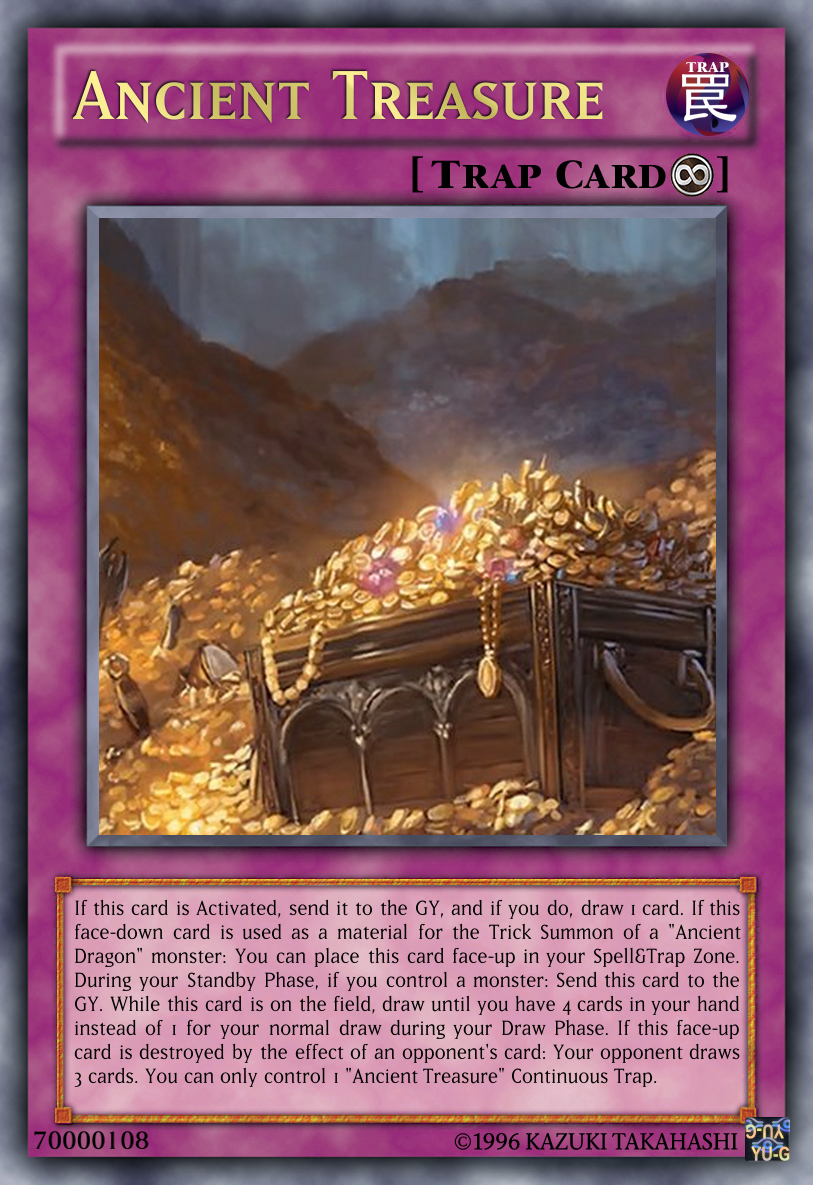 Ancient Treasure
TRAP
罠
[Trap Card∞]
If this card is Activated, send it to the GY, and if you do, draw 1 card. If this
face-down card is used as a material for the Trick Summon of a "Ancient
Dragon" monster: You can place this card face-up in your Spell&Trap Zone.
During your Standby Phase, if you control a monster: Send this card to the
GY. While this card is on the field, draw until you have 4 cards in your hand
instead of 1 for your normal draw during your Draw Phase. If this face-up
card is destroyed by the effect of an opponent's card: Your opponent draws
3 cards. You can only control 1 "Ancient Treasure" Continuous Trap.
70000108
©1996 KAZUKI TAKAHASHI
YU-G
YU-G